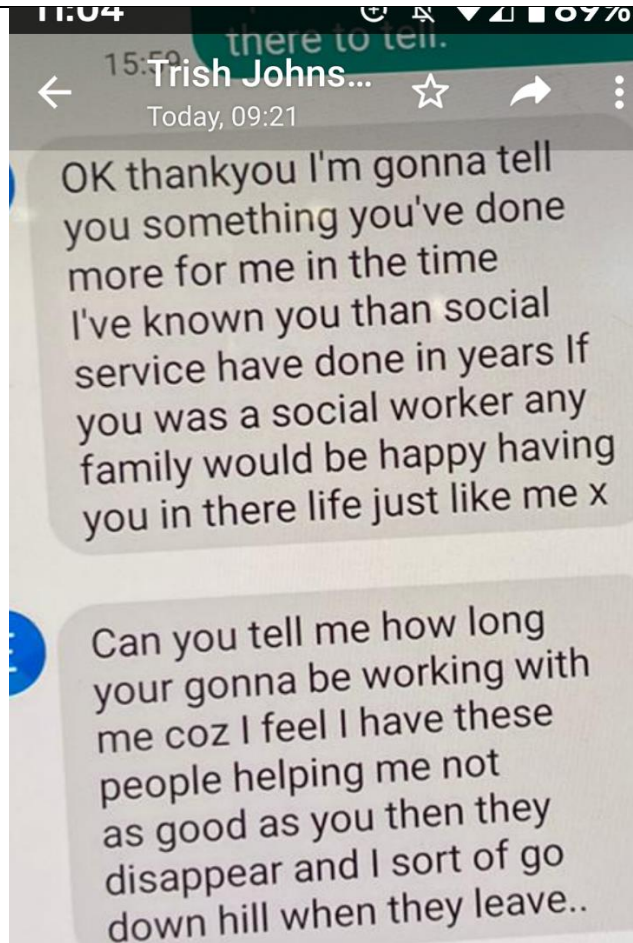 11:04
89%
there to tell.
15:59
Trish Johns...
Today, 09:21
OK thankyou I'm gonna tell
you something you've done
more for me in the time
I've known you than social
service have done in years If
you was a social worker any
family would be happy having
you in there life just like me x
Can you tell me how long
your gonna be working with
me coz I feel I have these
people helping me not
as good as you then they
disappear and I sort of go
down hill when they leave..